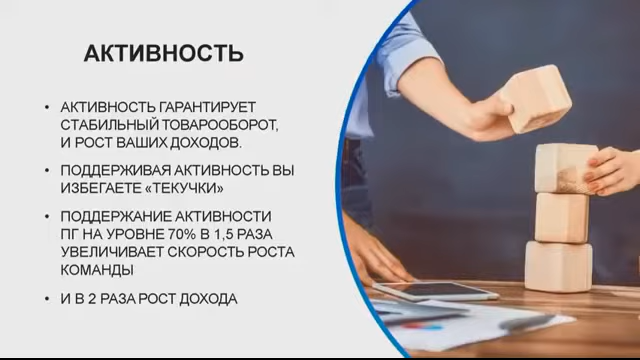 АКТИВНОСТЬ
• АКТИВНОСТЬ ГАРАНТИРУЕТ
СТАБИЛЬНЫЙ ТОВАРООБОРОТ,
И РОСТ ВАШИХ ДОХОДОВ.
• ПОДДЕРЖИВАЯ АКТИВНОСТЬ ВЫ
ИЗБЕГАЕТЕ «ТЕКУЧКИ»
• ПОДДЕРЖАНИЕ АКТИВНОСТИ
ПГ НА УРОВНЕ 70% В 1,5 РАЗА
УВЕЛИЧИВАЕТ СКОРОСТЬ РОСТА
КОМАНДЫ
• И В 2 РАЗА РОСТ ДОХОДА